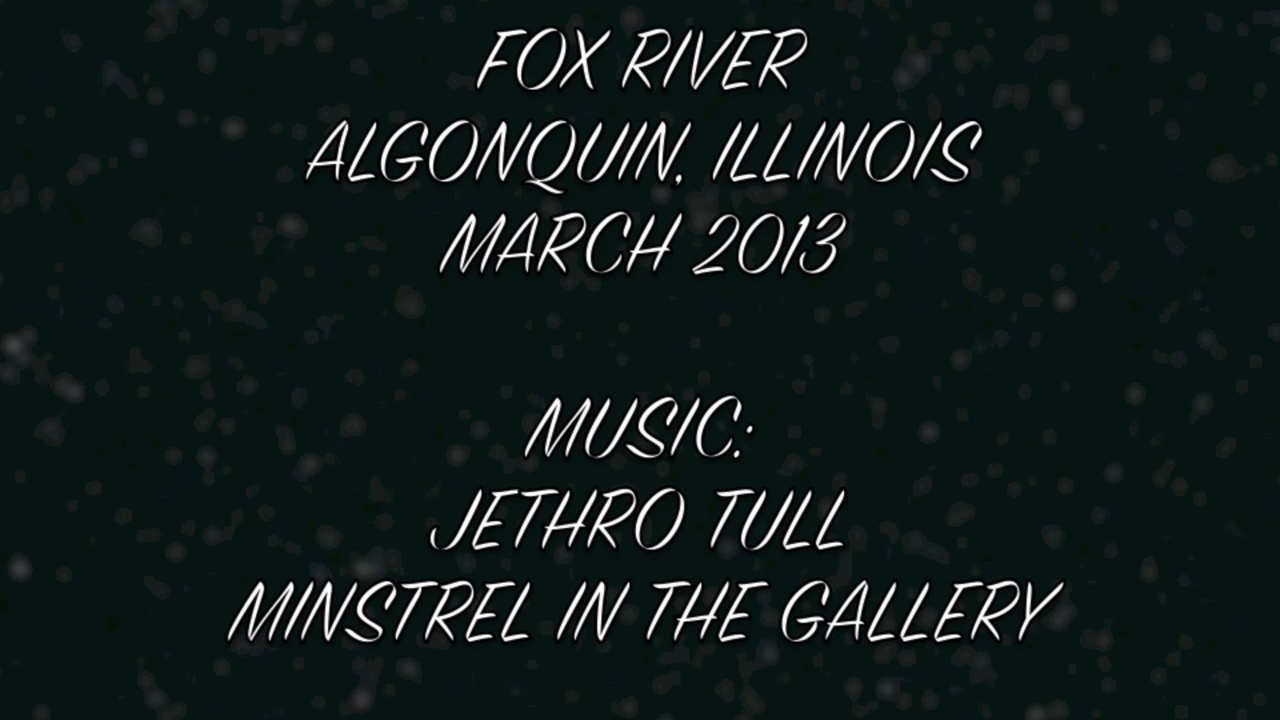 FOX RIVER
ALGONQUIN, ILLINOIS
MARCH 2013
MUSIC:
JETHRO TULL
MINSTREL IN THE GALLERY